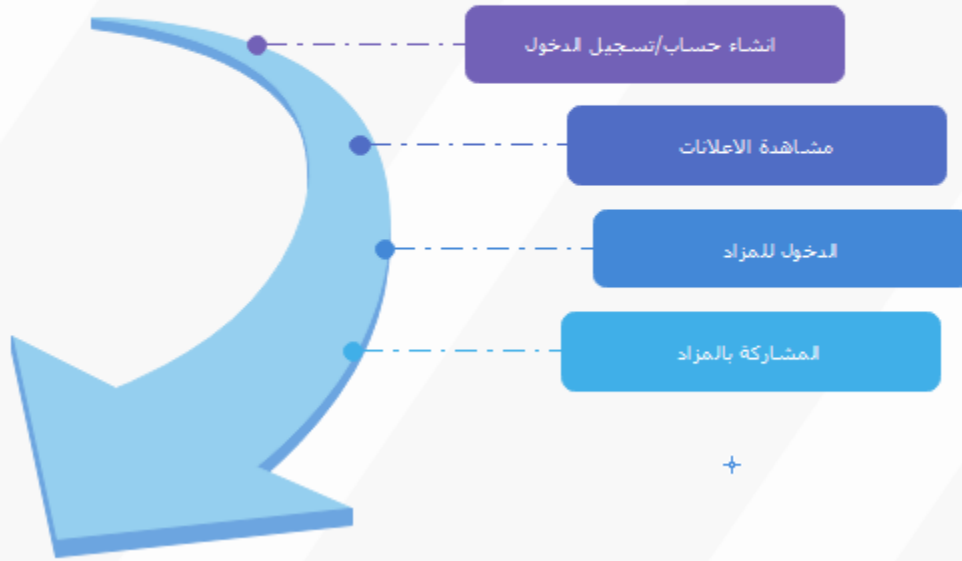 انشاء حساب/تسجيل الدخول
مشاهدة الاعلانات
الدخول للمزاد
المشاركة بالمزاد